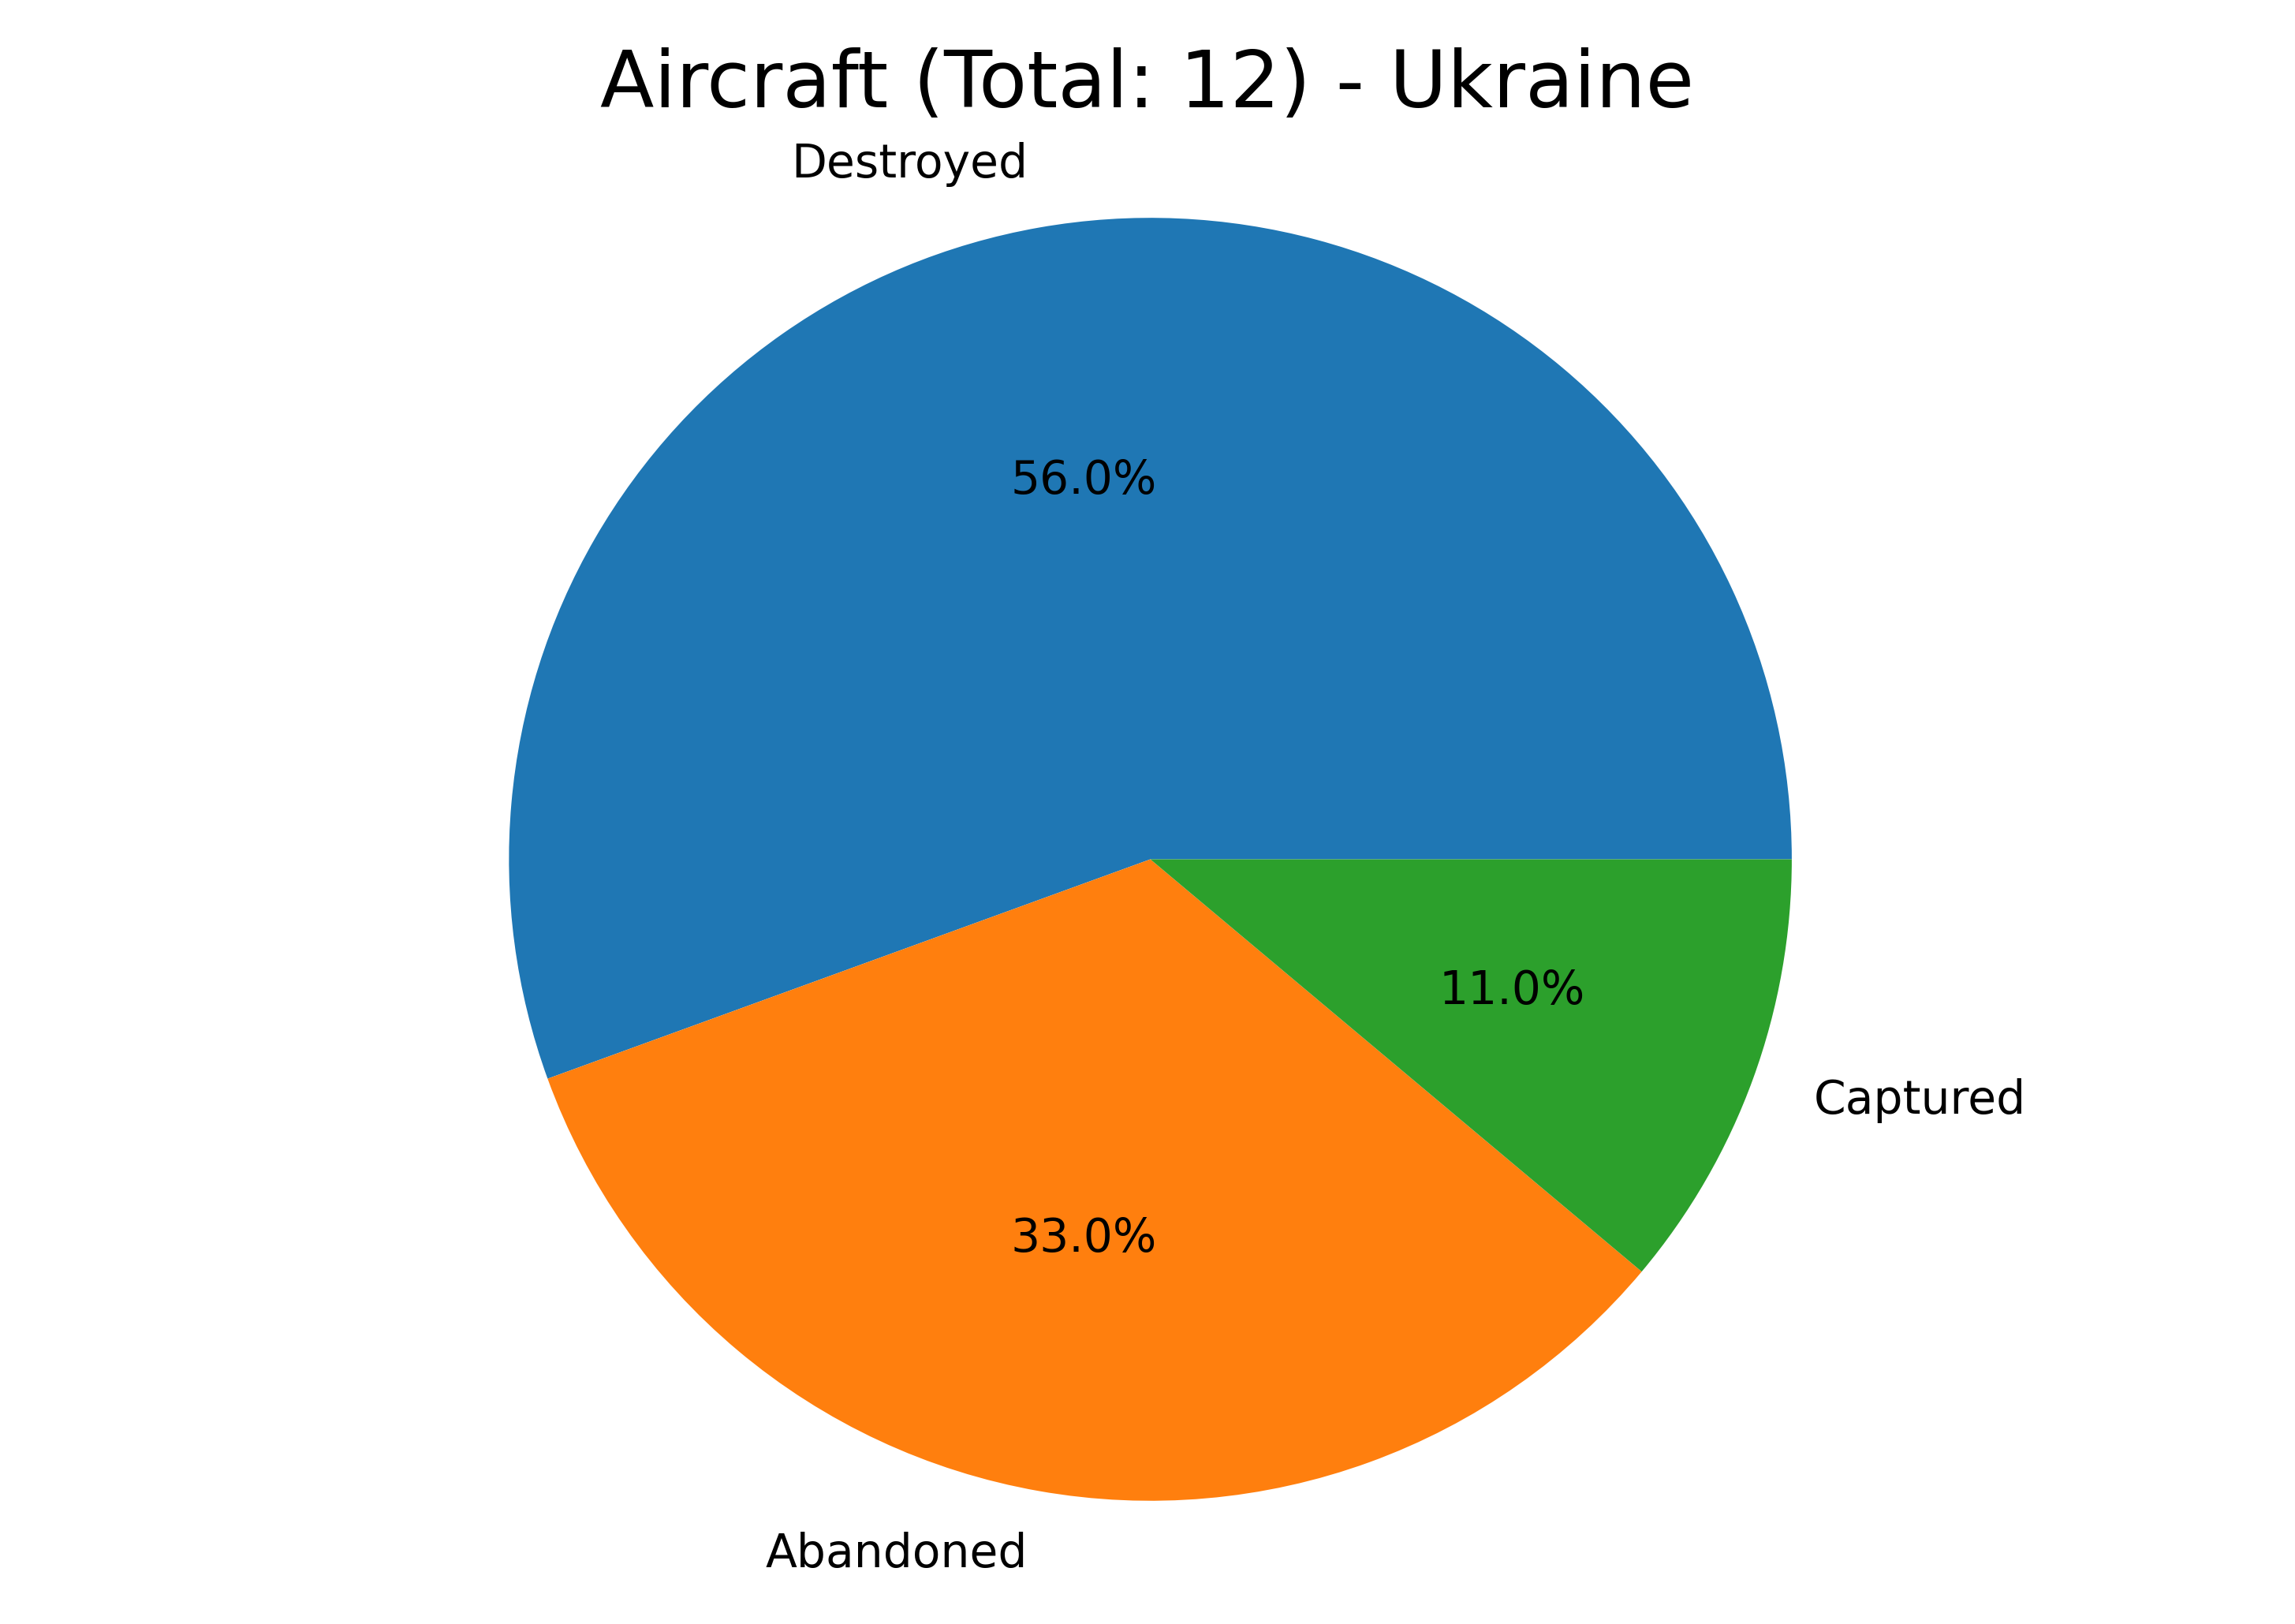 Aircraft (Total: 12) - Ukraine
Destroyed
56.0%
11.0%
Captured
33.0%
Abandoned